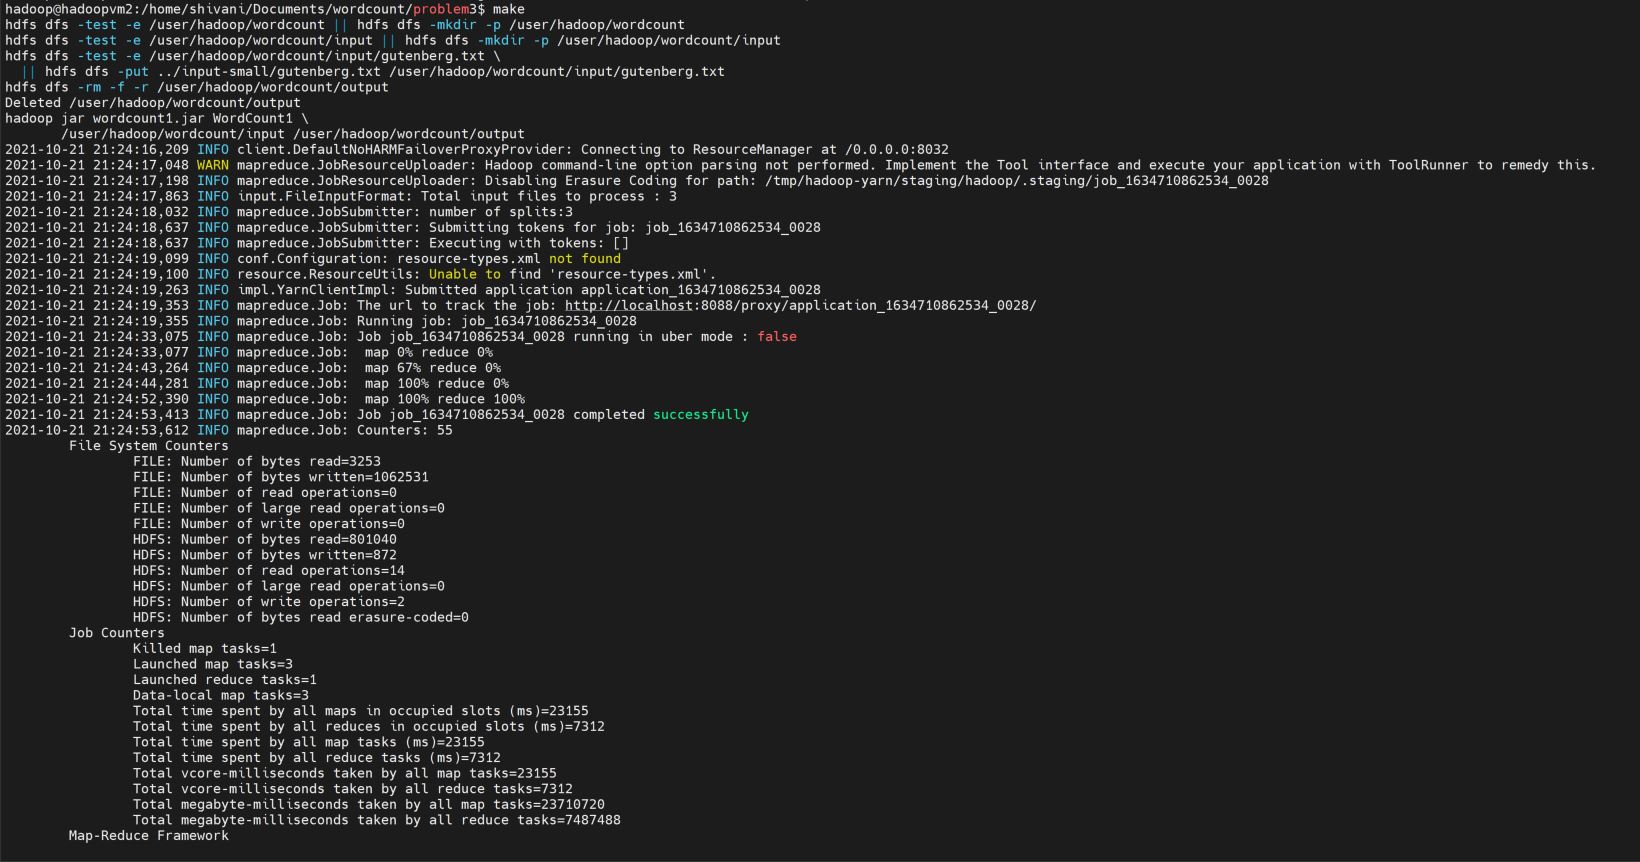 hadoop@hadoopvm2:/home/shivani/Documents/wordcount/problem3$ make
hdfs dfs -test -e /user/hadoop/wordcount || hdfs dfs -mkdir -p /user/hadoop/wordcount
hdfs dfs -test -e /user/hadoop/wordcount/input || hdfs dfs -mkdir -p /user/hadoop/wordcount/input
hdfs dfs -test -e /user/hadoop/wordcount/input/gutenberg.txt \
  || hdfs dfs -put ../input-small/gutenberg.txt /user/hadoop/wordcount/input/gutenberg.txt
hdfs dfs -rm -f -r /user/hadoop/wordcount/output
Deleted /user/hadoop/wordcount/output
hadoop jar wordcount1.jar WordCount1 \
       /user/hadoop/wordcount/input /user/hadoop/wordcount/output
2021-10-21 21:24:16,209 INFO client.DefaultNoHARMFailoverProxyProvider: Connecting to ResourceManager at /0.0.0.0:8032
2021-10-21 21:24:17,048 WARN mapreduce.JobResourceUploader: Hadoop command-line option parsing not performed. Implement the Tool interface and execute your application with ToolRunner to remedy this.
2021-10-21 21:24:17,198 INFO mapreduce.JobResourceUploader: Disabling Erasure Coding for path: /tmp/hadoop-yarn/staging/hadoop/.staging/job_1634710862534_0028
2021-10-21 21:24:17,863 INFO input.FileInputFormat: Total input files to process : 3
2021-10-21 21:24:18,032 INFO mapreduce.JobSubmitter: number of splits:3
2021-10-21 21:24:18,637 INFO mapreduce.JobSubmitter: Submitting tokens for job: job_1634710862534_0028
2021-10-21 21:24:18,637 INFO mapreduce.JobSubmitter: Executing with tokens: []
2021-10-21 21:24:19,099 INFO conf.Configuration: resource-types.xml not found
2021-10-21 21:24:19,100 INFO resource.ResourceUtils: Unable to find 'resource-types.xml'.
2021-10-21 21:24:19,263 INFO impl.YarnClientImpl: Submitted application application_1634710862534_0028
2021-10-21 21:24:19,353 INFO mapreduce.Job: The url to track the job: http://localhost:8088/proxy/application_1634710862534_0028/
2021-10-21 21:24:19,355 INFO mapreduce.Job: Running job: job_1634710862534_0028
2021-10-21 21:24:33,075 INFO mapreduce.Job: Job job_1634710862534_0028 running in uber mode : false
2021-10-21 21:24:33,077 INFO mapreduce.Job:  map 0% reduce 0%
2021-10-21 21:24:43,264 INFO mapreduce.Job:  map 67% reduce 0%
2021-10-21 21:24:44,281 INFO mapreduce.Job:  map 100% reduce 0%
2021-10-21 21:24:52,390 INFO mapreduce.Job:  map 100% reduce 100%
2021-10-21 21:24:53,413 INFO mapreduce.Job: Job job_1634710862534_0028 completed successfully
2021-10-21 21:24:53,612 INFO mapreduce.Job: Counters: 55
        File System Counters
                FILE: Number of bytes read=3253
                FILE: Number of bytes written=1062531
                FILE: Number of read operations=0
                FILE: Number of large read operations=0
                FILE: Number of write operations=0
                HDFS: Number of bytes read=801040
                HDFS: Number of bytes written=872
                HDFS: Number of read operations=14
                HDFS: Number of large read operations=0
                HDFS: Number of write operations=2
                HDFS: Number of bytes read erasure-coded=0
        Job Counters
                Killed map tasks=1
                Launched map tasks=3
                Launched reduce tasks=1
                Data-local map tasks=3
                Total time spent by all maps in occupied slots (ms)=23155
                Total time spent by all reduces in occupied slots (ms)=7312
                Total time spent by all map tasks (ms)=23155
                Total time spent by all reduce tasks (ms)=7312
                Total vcore-milliseconds taken by all map tasks=23155
                Total vcore-milliseconds taken by all reduce tasks=7312
                Total megabyte-milliseconds taken by all map tasks=23710720
                Total megabyte-milliseconds taken by all reduce tasks=7487488
        Map-Reduce Framework